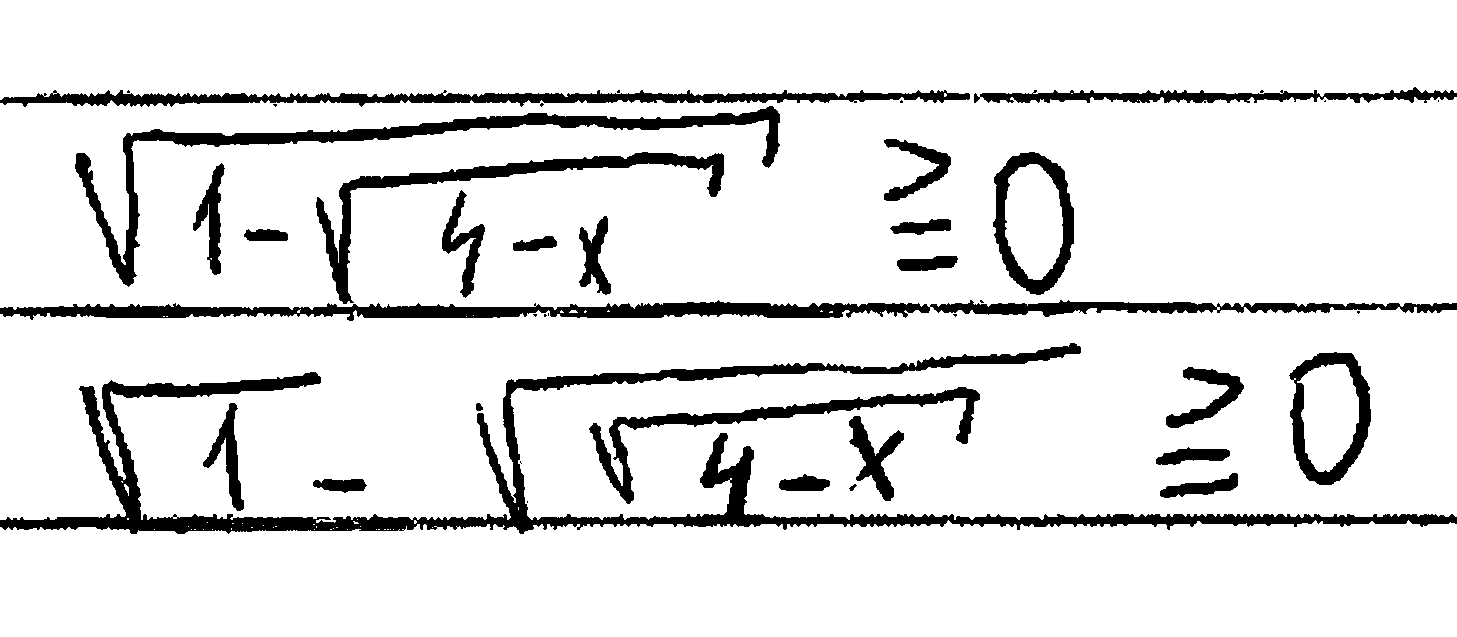 √(1-√(4-x)) ≧ 0
√1 - √(√(4-x)) ≧ 0